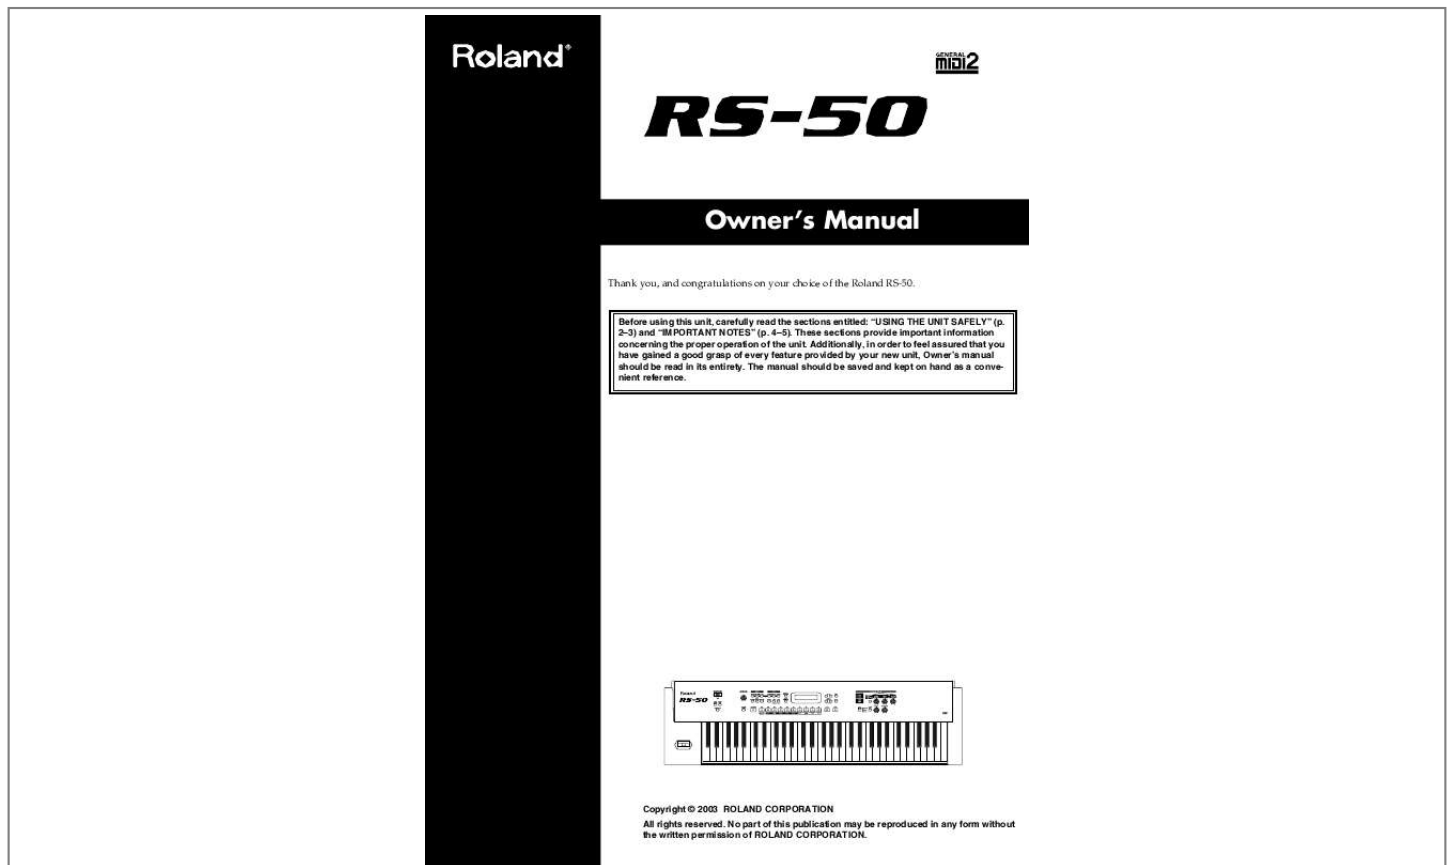 Roland®
GENERAL
MIDI2
RS-50
Owner's Manual
Thank you, and congratulations on your choice of the Roland RS-50.
Before using this unit, carefully read the sections entitled: “USING THE UNIT SAFELY” (p.
2–3) and “IMPORTANT NOTES” (p. 4–5). These sections provide important information
concerning the proper operation of the unit. Additionally, in order to feel assured that you
have gained a good grasp of every feature provided by your new unit, Owner's manual
should be read in its entirety. The manual should be saved and kept on hand as a conve-
nient reference.
Roland
RS-50
Copyright © 2003 ROLAND CORPORATION
All rights reserved. No part of this publication may be reproduced in any form without
the written permission of ROLAND CORPORATION.